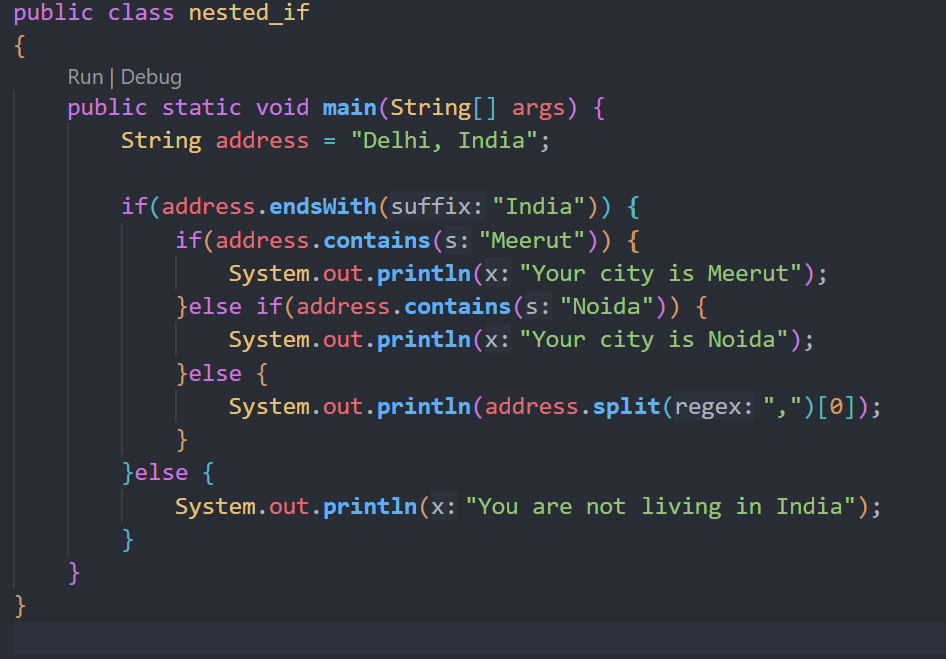 public class nested_if
{
Run | Debug
public static void main(String[] args) {
String address = "Delhi, India";
if(address.endsWith(suffix: "India")) {
if(address.contains(s: "Meerut")) {
System.out.println(x: "Your city is Meerut");
}else if(address.contains(s: "Noida")) {
System.out.println(x: "Your city is Noida");
}else {
System.out.println(address.split(regex: ",")[0]);
}
}else {
System.out.println(x: "You are not living in India");
}
}
}